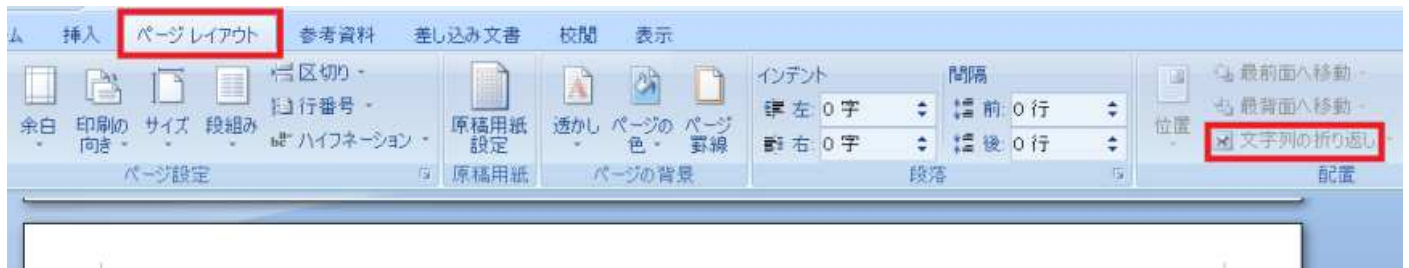 ム 挿入 ページ レイアウト 参考資料 差し込み文書 校閲 表示
余白 印刷の向き サイズ 段組み
区切り
行番号
ハイフネーション
ページ設定
原稿用紙設定
原稿用紙
透かし ページの色 ページ罫線
ページの背景
インデント 間隔
左: 0 字 前: 0 行
右: 0 字 後: 0 行
段落
位置
最前面へ移動
最背面へ移動
文字列の折り返し
配置